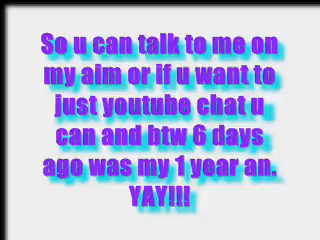 So u can talk to me on
my aim or if u want to
just youtube chat u
can and btw 6 days
ago was my 1 year an.
YAY!!!